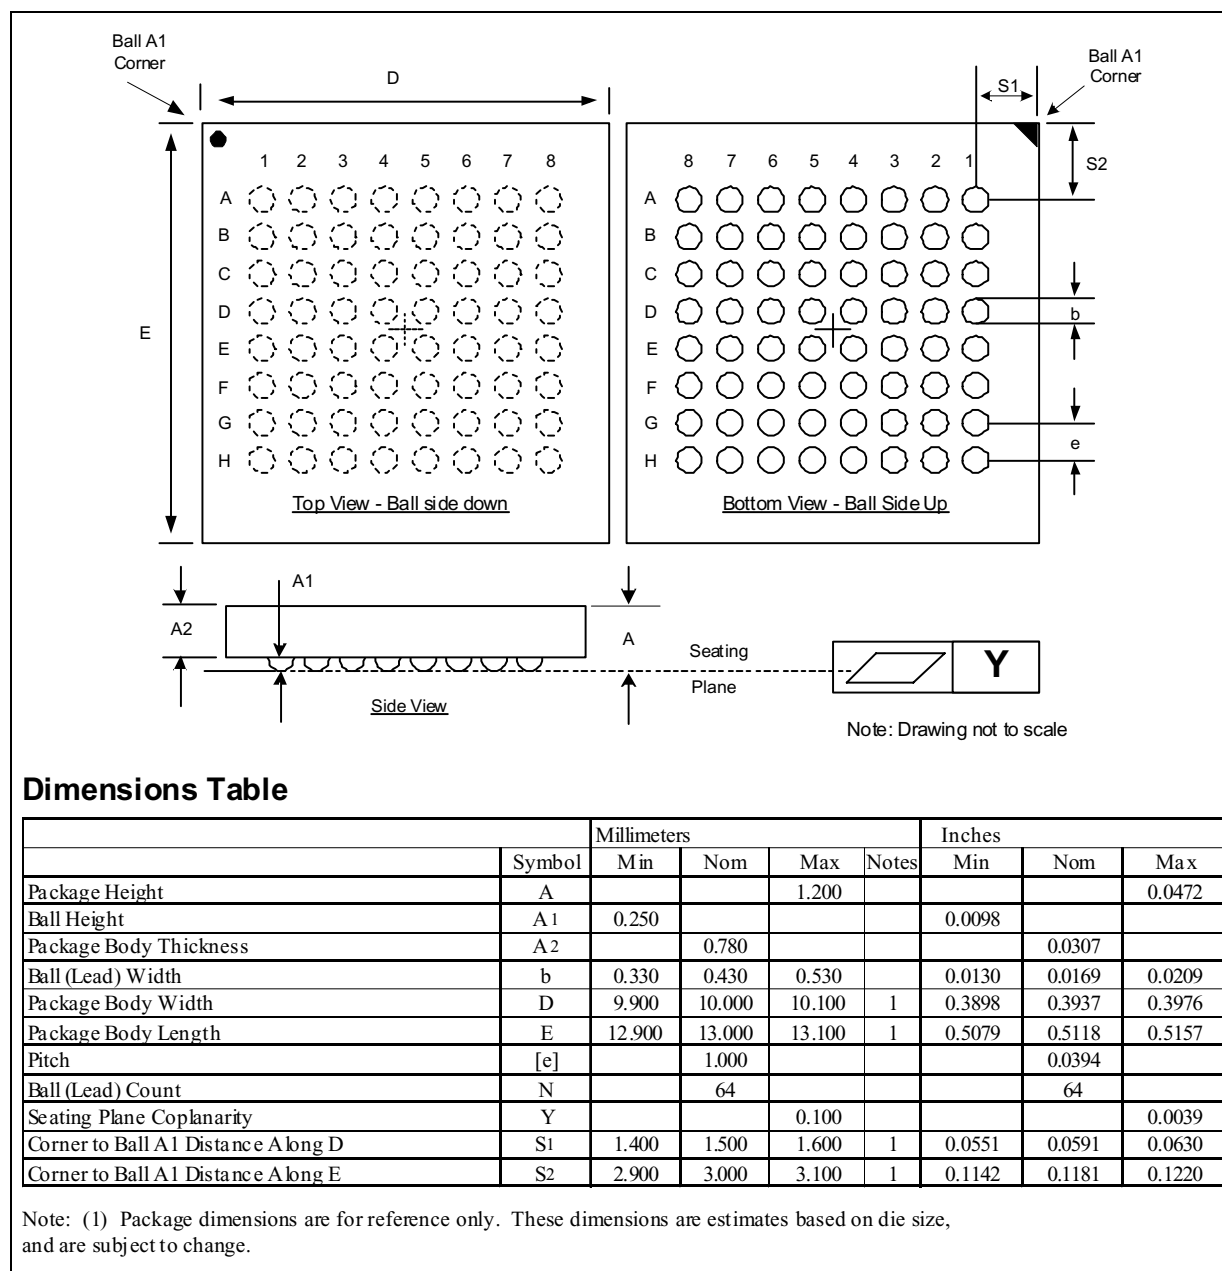 Ball A1
Corner
D
S1
Ball A1
Corner
1 2 3 4 5 6 7 8
8 7 6 5 4 3 2 1
S2
A
B
C
D
E
F
G
H
E
A
B
C
D
E
F
G
H
b
e
Top View - Ball side down
Bottom View - Ball Side Up
A1
A2
A
Seating
Plane
Y
Side View
Note: Drawing not to scale
Dimensions Table
Millimeters Inches
Symbol Min Nom Max Notes Min Nom Max
Package Height A 1.200 0.0472
Ball Height A1 0.250 0.0098
Package Body Thickness A2 0.780 0.0307
Ball (Lead) Width b 0.330 0.430 0.530 0.0130 0.0169 0.0209
Package Body Width D 9.900 10.000 10.100 1 0.3898 0.3937 0.3976
Package Body Length E 12.900 13.000 13.100 1 0.5079 0.5118 0.5157
Pitch [e] 1.000 0.0394
Ball (Lead) Count N 64 64
Seating Plane Coplanarity Y 0.100 0.0039
Corner to Ball A1 Distance Along D S1 1.400 1.500 1.600 1 0.0551 0.0591 0.0630
Corner to Ball A1 Distance Along E S2 2.900 3.000 3.100 1 0.1142 0.1181 0.1220
Note: (1) Package dimensions are for reference only. These dimensions are estimates based on die size,
and are subject to change.